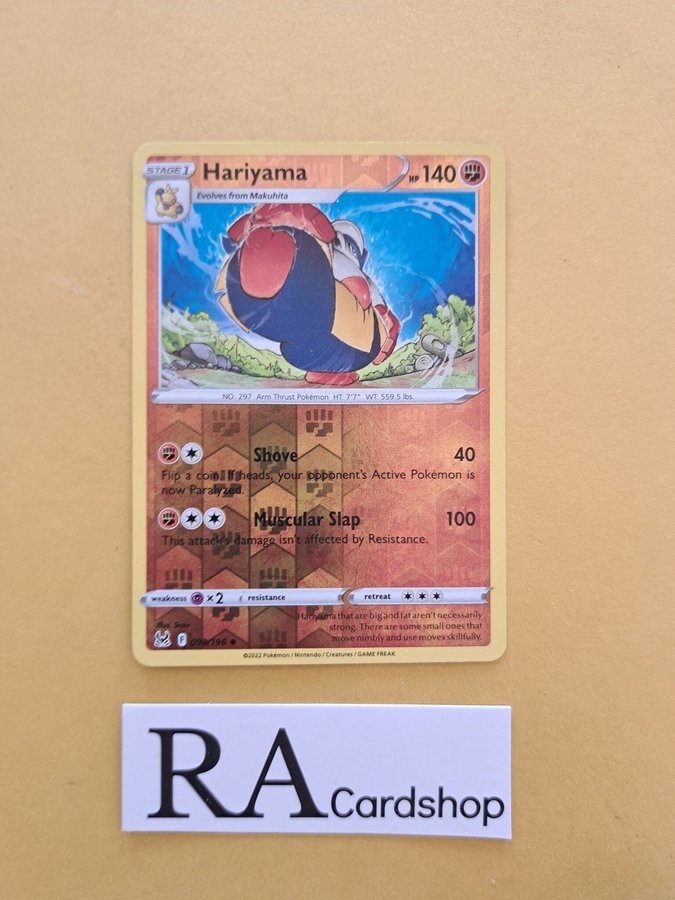 STAGE 1
Hariyama
HP 140
Evolves from Makuhita
NO. 297 Arm Thrust Pokémon HT: 7'7" WT: 559.5 lbs.
Shove 40
Flip a coin. If heads, your opponent's Active Pokémon is
now Paralyzed.
Muscular Slap 100
This attack's damage isn't affected by Resistance.
weakness ×2 resistance retreat
Hariyama that are big and fat aren't necessarily
strong. There are some small ones that
move nimbly and use moves skillfully.
Illus. Scav
F 098/196
©2022 Pokémon / Nintendo / Creatures / GAME FREAK
RA Cardshop